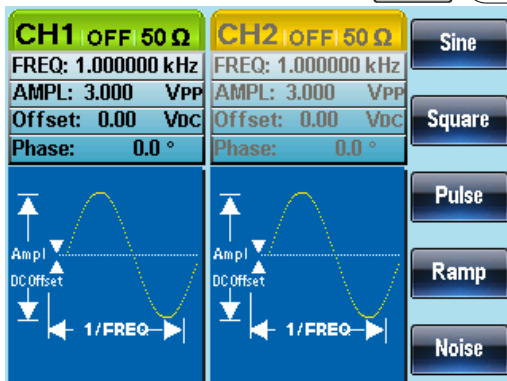 CH1 OFF 50 Ω
FREQ: 1.000000 kHz
AMPL: 3.000 VPP
Offset: 0.00 VDC
Phase: 0.0 °
Ampl
DC Offset
1/FREQ
CH2 OFF 50 Ω
FREQ: 1.000000 kHz
AMPL: 3.000 VPP
Offset: 0.00 VDC
Phase: 0.0 °
Ampl
DC Offset
1/FREQ
Sine
Square
Pulse
Ramp
Noise